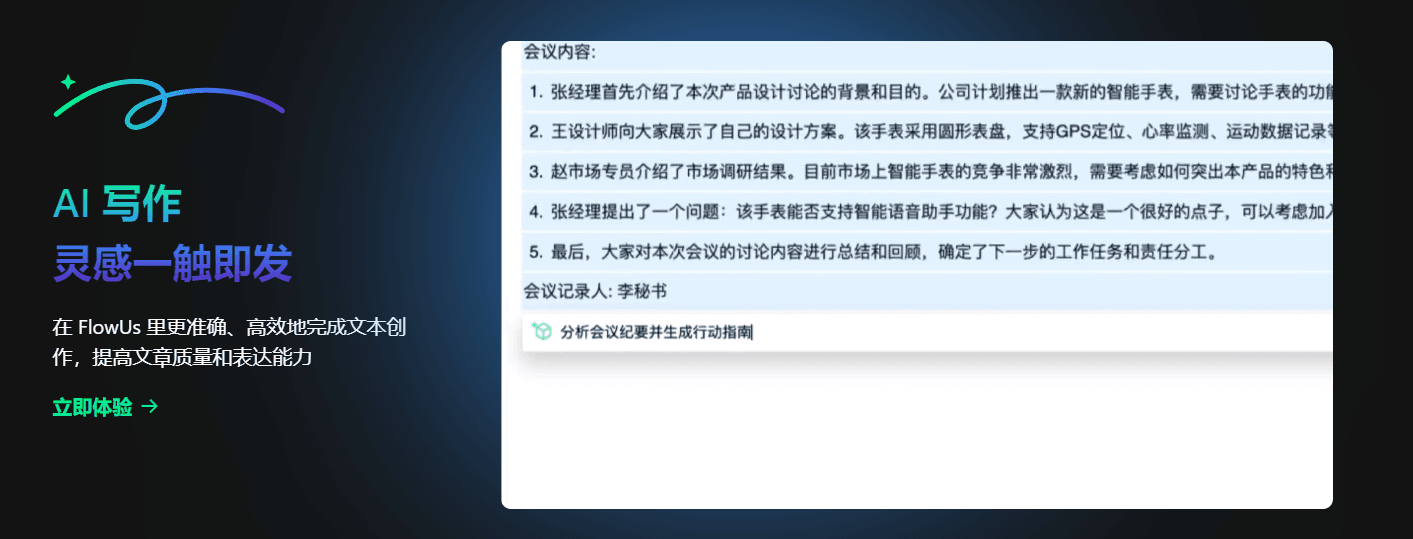 AI 写作
灵感一触即发
在 FlowUs 里更准确、高效地完成文本创
作，提高文章质量和表达能力
立即体验 →
会议内容:
1. 张经理首先介绍了本次产品设计讨论的背景和目的。公司计划推出一款新的智能手表，需要讨论手表的功
2. 王设计师向大家展示了自己的设计方案。该手表采用圆形表盘，支持GPS定位、心率监测、运动数据记录
3. 赵市场专员介绍了市场调研结果。目前市场上智能手表的竞争非常激烈，需要考虑如何突出本产品的特色
4. 张经理提出了一个问题：该手表能否支持智能语音助手功能？大家认为这是一个很好的点子，可以考虑加
5. 最后，大家对本次会议的讨论内容进行总结和回顾，确定了下一步的工作任务和责任分工。
会议记录人: 李秘书
分析会议纪要并生成行动指南